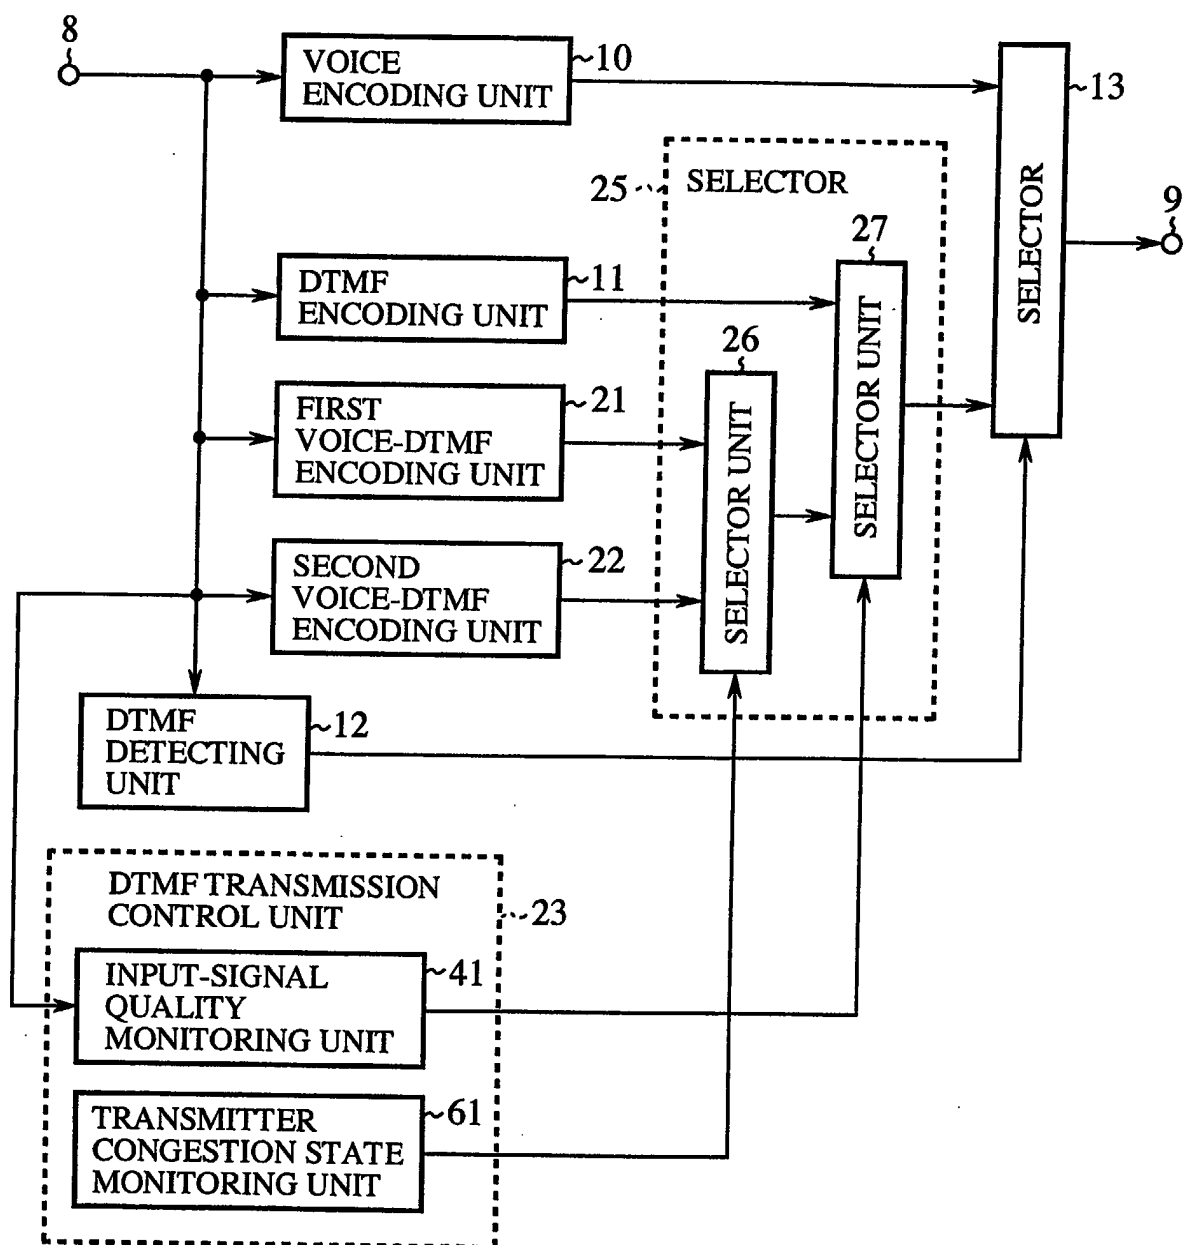 8
VOICE
ENCODING UNIT
10
13
25
SELECTOR
SELECTOR
9
27
DTMF
ENCODING UNIT
11
SELECTOR UNIT
26
FIRST
VOICE-DTMF
ENCODING UNIT
21
SELECTOR UNIT
SECOND
VOICE-DTMF
ENCODING UNIT
22
DTMF
DETECTING
UNIT
12
DTMF TRANSMISSION
CONTROL UNIT
23
INPUT-SIGNAL
QUALITY
MONITORING UNIT
41
TRANSMITTER
CONGESTION STATE
MONITORING UNIT
61